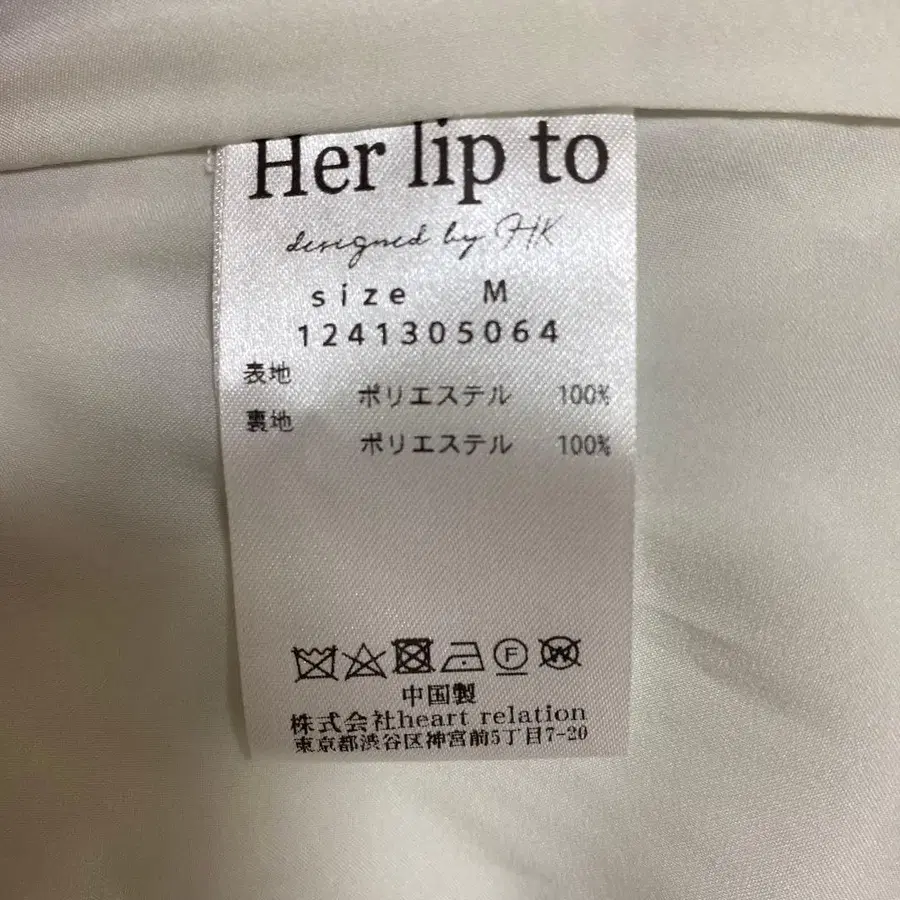 Her lip to
designed by HK
size M
1241305064
表地
ポリエステル 100%
裏地
ポリエステル 100%
F W
中国製
株式会社heart relation
東京都渋谷区神宮前5丁目7-20